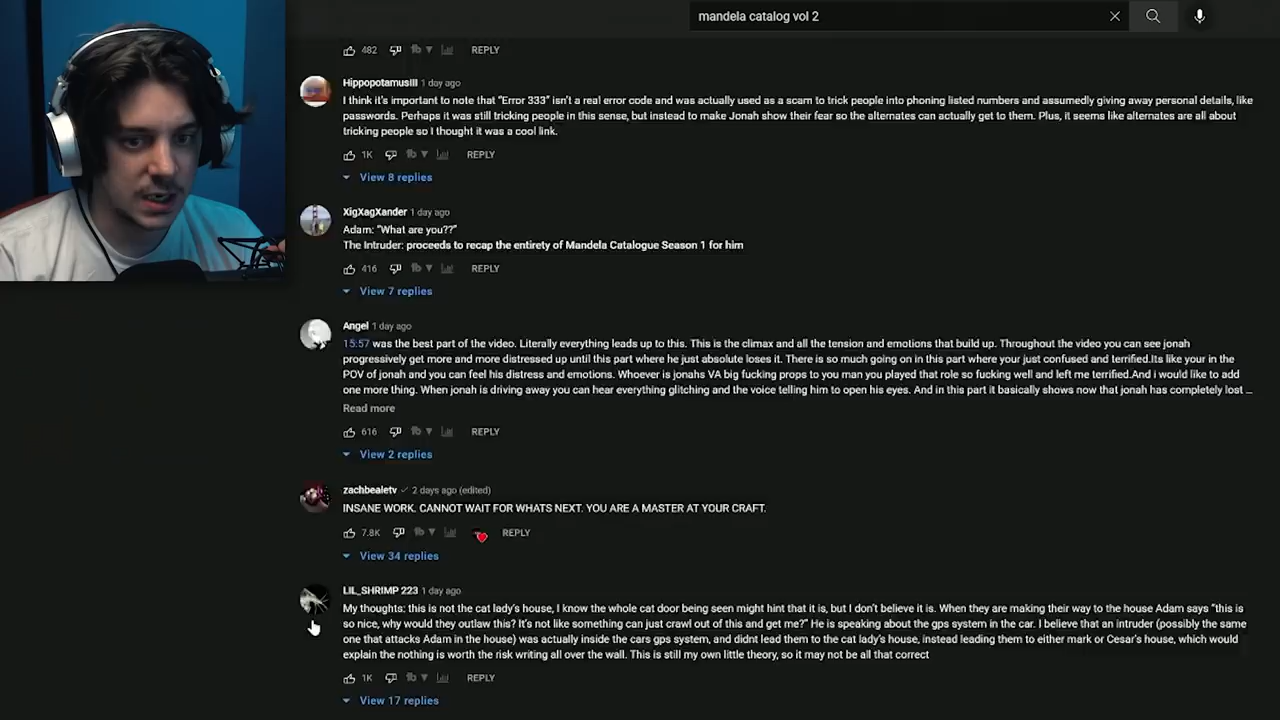 mandela catalog vol 2
482 REPLY
HippopotamusIII 1 day ago
I think it's important to note that “Error 333” isn't a real error code and was actually used as a scam to trick people into phoning listed numbers and assumedly giving away personal details, like
passwords. Perhaps it was still tricking people in this sense, but instead to make Jonah show their fear so the alternates can actually get to them. Plus, it seems like alternates are all about
tricking people so I thought it was a cool link.
1K REPLY
View 8 replies
XigXagXander 1 day ago
Adam: “What are you??”
The Intruder: proceeds to recap the entirety of Mandela Catalogue Season 1 for him
416 REPLY
View 7 replies
Angel 1 day ago
15:57 was the best part of the video. Literally everything leads up to this. This is the climax and all the tension and emotions that build up. Throughout the video you can see jonah
progressively get more and more distressed up until this part where he just absolute loses it. There is so much going on in this part where your just confused and terrified.Its like your in the
POV of jonah and you can feel his distress and emotions. Whoever is jonahs VA big fucking props to you man you played that role so fucking well and left me terrified.And i would like to add
one more thing. When jonah is driving away you can hear everything glitching and the voice telling him to open his eyes. And in this part it basically shows now that jonah has completely lost ...
Read more
616 REPLY
View 2 replies
zachbealetv 2 days ago (edited)
INSANE WORK. CANNOT WAIT FOR WHATS NEXT. YOU ARE A MASTER AT YOUR CRAFT.
7.8K REPLY
View 34 replies
LIL_SHRIMP 223 1 day ago
My thoughts: this is not the cat lady's house, I know the whole cat door being seen might hint that it is, but I don't believe it is. When they are making their way to the house Adam says “this is
so nice, why would they outlaw this? It's not like something can just crawl out of this and get me?” He is speaking about the gps system in the car. I believe that an intruder (possibly the same
one that attacks Adam in the house) was actually inside the cars gps system, and didnt lead them to the cat lady's house, instead leading them to either mark or Cesar's house, which would
explain the nothing is worth the risk writing all over the wall. This is still my own little theory, so it may not be all that correct
1K REPLY
View 17 replies